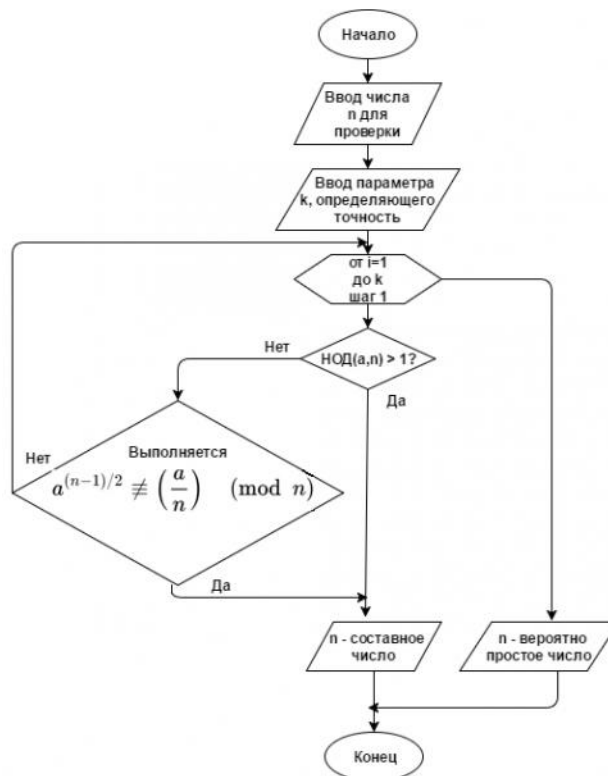 Начало
Ввод числа
n для
проверки
Ввод параметра
k, определяющего
точность
от i=1
до k
шаг 1
Нет
НОД(a,n) > 1?
Да
Выполняется
Нет
a^{(n−1)/2} ≢ (a/n) (mod n)
Да
n - составное
число
n - вероятно
простое число
Конец